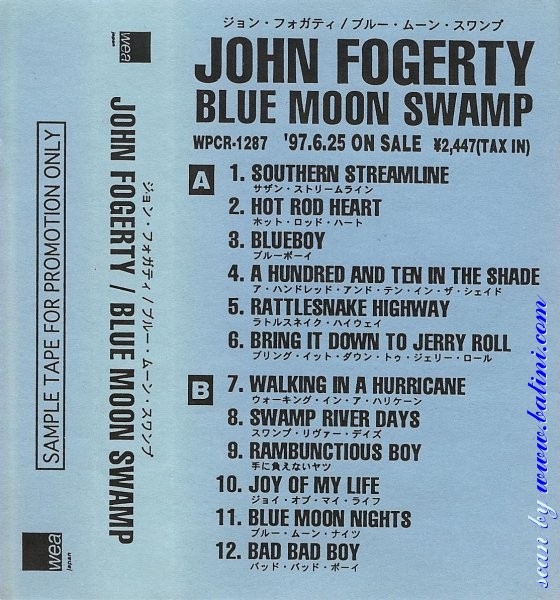 ジョン・フォガティ/ブルー・ムーン・スワンプ
JOHN FOGERTY
BLUE MOON SWAMP
WPCR-1287 '97.6.25 ON SALE ¥2,447(TAX IN)
A
1. SOUTHERN STREAMLINE
サザン・ストリームライン
2. HOT ROD HEART
ホット・ロッド・ハート
3. BLUEBOY
ブルーボーイ
4. A HUNDRED AND TEN IN THE SHADE
ア・ハンドレッド・アンド・テン・イン・ザ・シェイド
5. RATTLESNAKE HIGHWAY
ラトルスネイク・ハイウェイ
6. BRING IT DOWN TO JERRY ROLL
ブリング・イット・ダウン・トゥ・ジェリー・ロール
B
7. WALKING IN A HURRICANE
ウォーキング・イン・ア・ハリケーン
8. SWAMP RIVER DAYS
スワンプ・リヴァー・デイズ
9. RAMBUNCTIOUS BOY
手に負えないヤツ
10. JOY OF MY LIFE
ジョイ・オブ・マイ・ライフ
11. BLUE MOON NIGHTS
ブルー・ムーン・ナイツ
12. BAD BAD BOY
バッド・バッド・ボーイ
wea
japan
ジョン・フォガティ/ブルー・ムーン・スワンプ
JOHN FOGERTY / BLUE MOON SWAMP
SAMPLE TAPE FOR PROMOTION ONLY
wea
japan
scan by www.batini.com